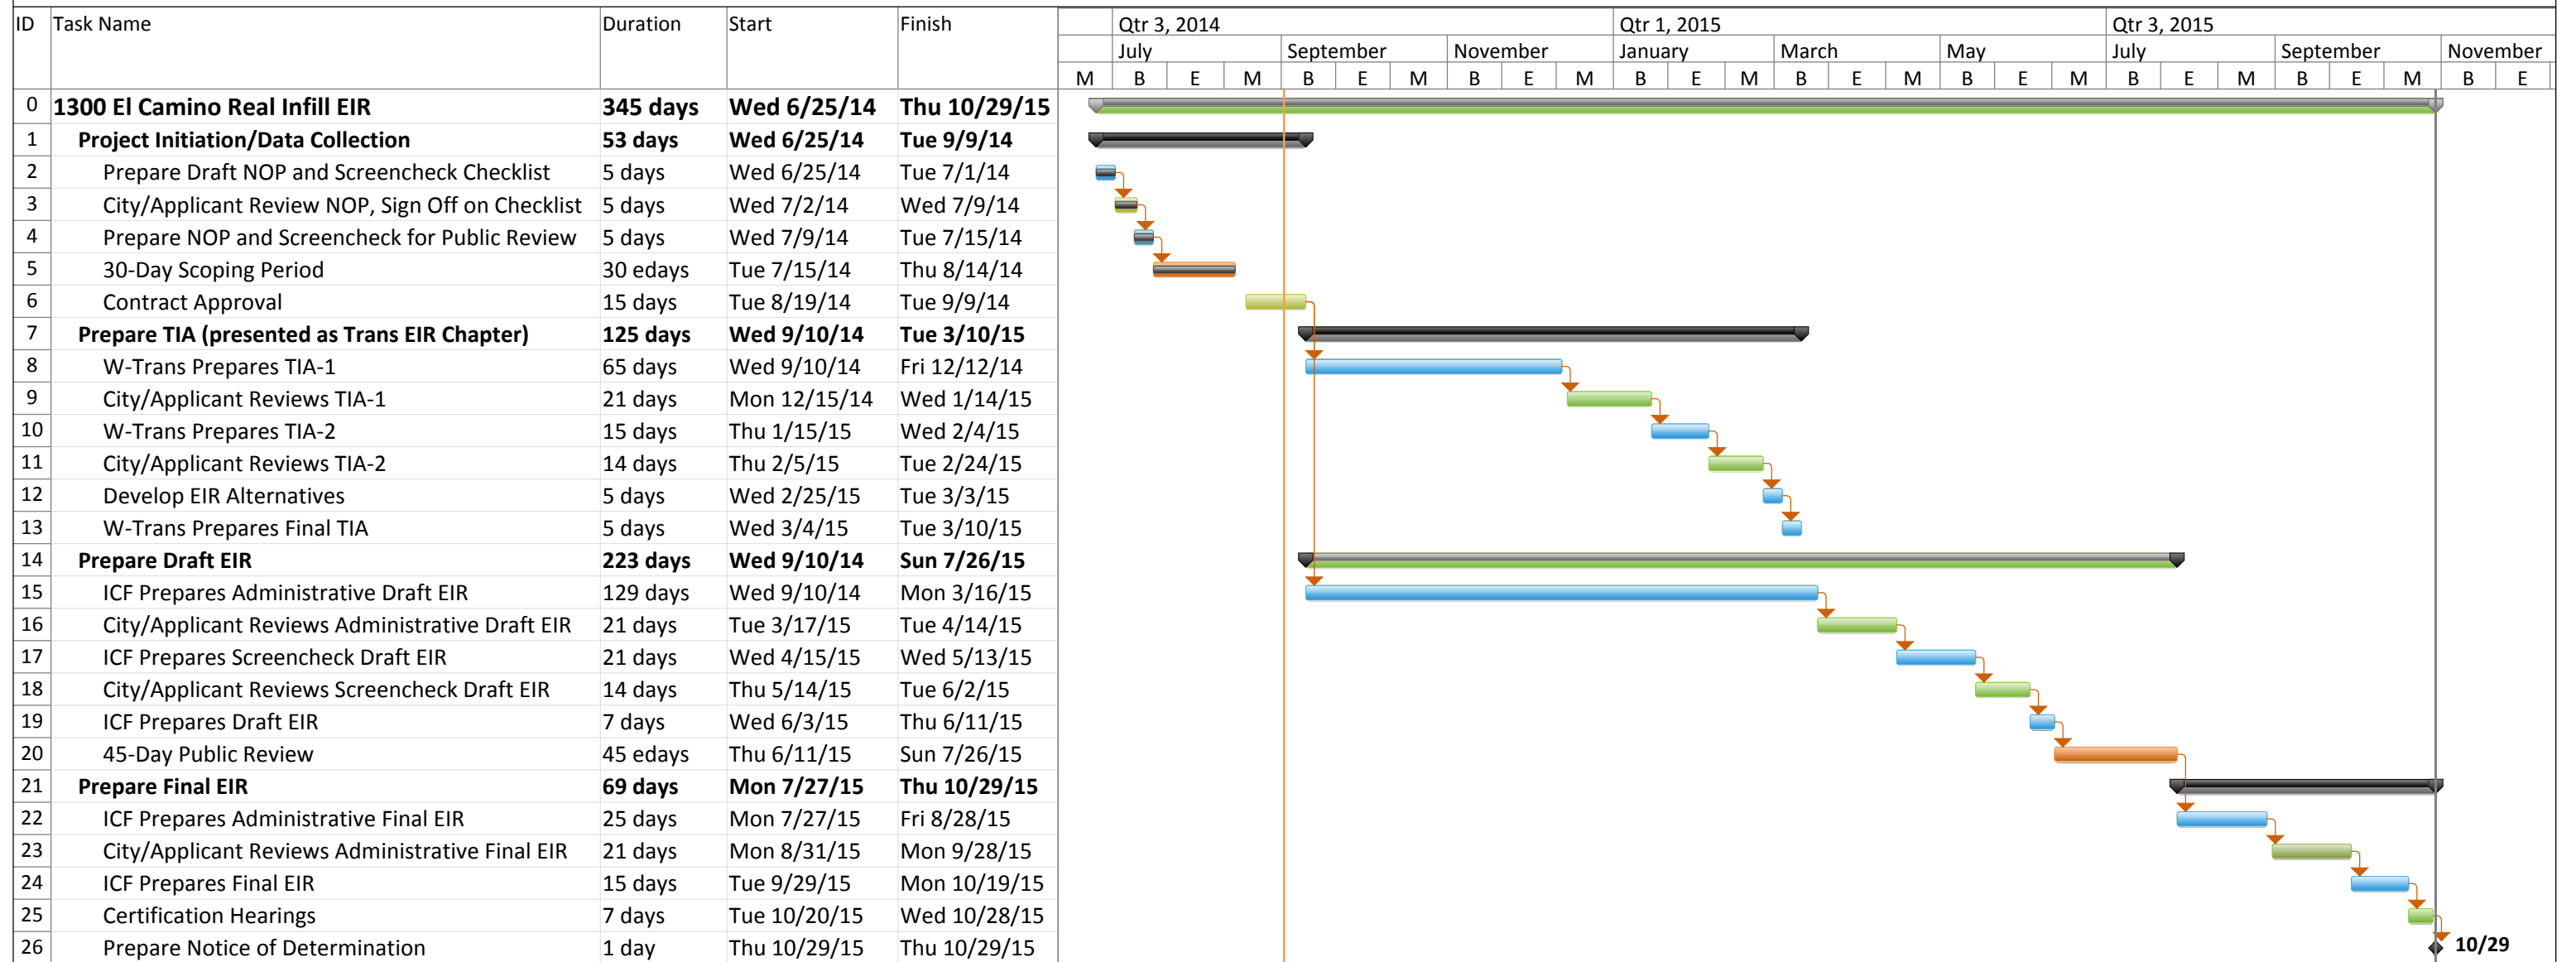 ID Task Name Duration Start Finish Qtr 3, 2014 Qtr 1, 2015 Qtr 3, 2015
July September November January March May July September November
M B E M B E M B E M B E M B E M B E M B E M B E M B E
0 1300 El Camino Real Infill EIR 345 days Wed 6/25/14 Thu 10/29/15
1 Project Initiation/Data Collection 53 days Wed 6/25/14 Tue 9/9/14
2 Prepare Draft NOP and Screencheck Checklist 5 days Wed 6/25/14 Tue 7/1/14
3 City/Applicant Review NOP, Sign Off on Checklist 5 days Wed 7/2/14 Wed 7/9/14
4 Prepare NOP and Screencheck for Public Review 5 days Wed 7/9/14 Tue 7/15/14
5 30-Day Scoping Period 30 edays Tue 7/15/14 Thu 8/14/14
6 Contract Approval 15 days Tue 8/19/14 Tue 9/9/14
7 Prepare TIA (presented as Trans EIR Chapter) 125 days Wed 9/10/14 Tue 3/10/15
8 W-Trans Prepares TIA-1 65 days Wed 9/10/14 Fri 12/12/14
9 City/Applicant Reviews TIA-1 21 days Mon 12/15/14 Wed 1/14/15
10 W-Trans Prepares TIA-2 15 days Thu 1/15/15 Wed 2/4/15
11 City/Applicant Reviews TIA-2 14 days Thu 2/5/15 Tue 2/24/15
12 Develop EIR Alternatives 5 days Wed 2/25/15 Tue 3/3/15
13 W-Trans Prepares Final TIA 5 days Wed 3/4/15 Tue 3/10/15
14 Prepare Draft EIR 223 days Wed 9/10/14 Sun 7/26/15
15 ICF Prepares Administrative Draft EIR 129 days Wed 9/10/14 Mon 3/16/15
16 City/Applicant Reviews Administrative Draft EIR 21 days Tue 3/17/15 Tue 4/14/15
17 ICF Prepares Screencheck Draft EIR 21 days Wed 4/15/15 Wed 5/13/15
18 City/Applicant Reviews Screencheck Draft EIR 14 days Thu 5/14/15 Tue 6/2/15
19 ICF Prepares Draft EIR 7 days Wed 6/3/15 Thu 6/11/15
20 45-Day Public Review 45 edays Thu 6/11/15 Sun 7/26/15
21 Prepare Final EIR 69 days Mon 7/27/15 Thu 10/29/15
22 ICF Prepares Administrative Final EIR 25 days Mon 7/27/15 Fri 8/28/15
23 City/Applicant Reviews Administrative Final EIR 21 days Mon 8/31/15 Mon 9/28/15
24 ICF Prepares Final EIR 15 days Tue 9/29/15 Mon 10/19/15
25 Certification Hearings 7 days Tue 10/20/15 Wed 10/28/15
26 Prepare Notice of Determination 1 day Thu 10/29/15 Thu 10/29/15 10/29